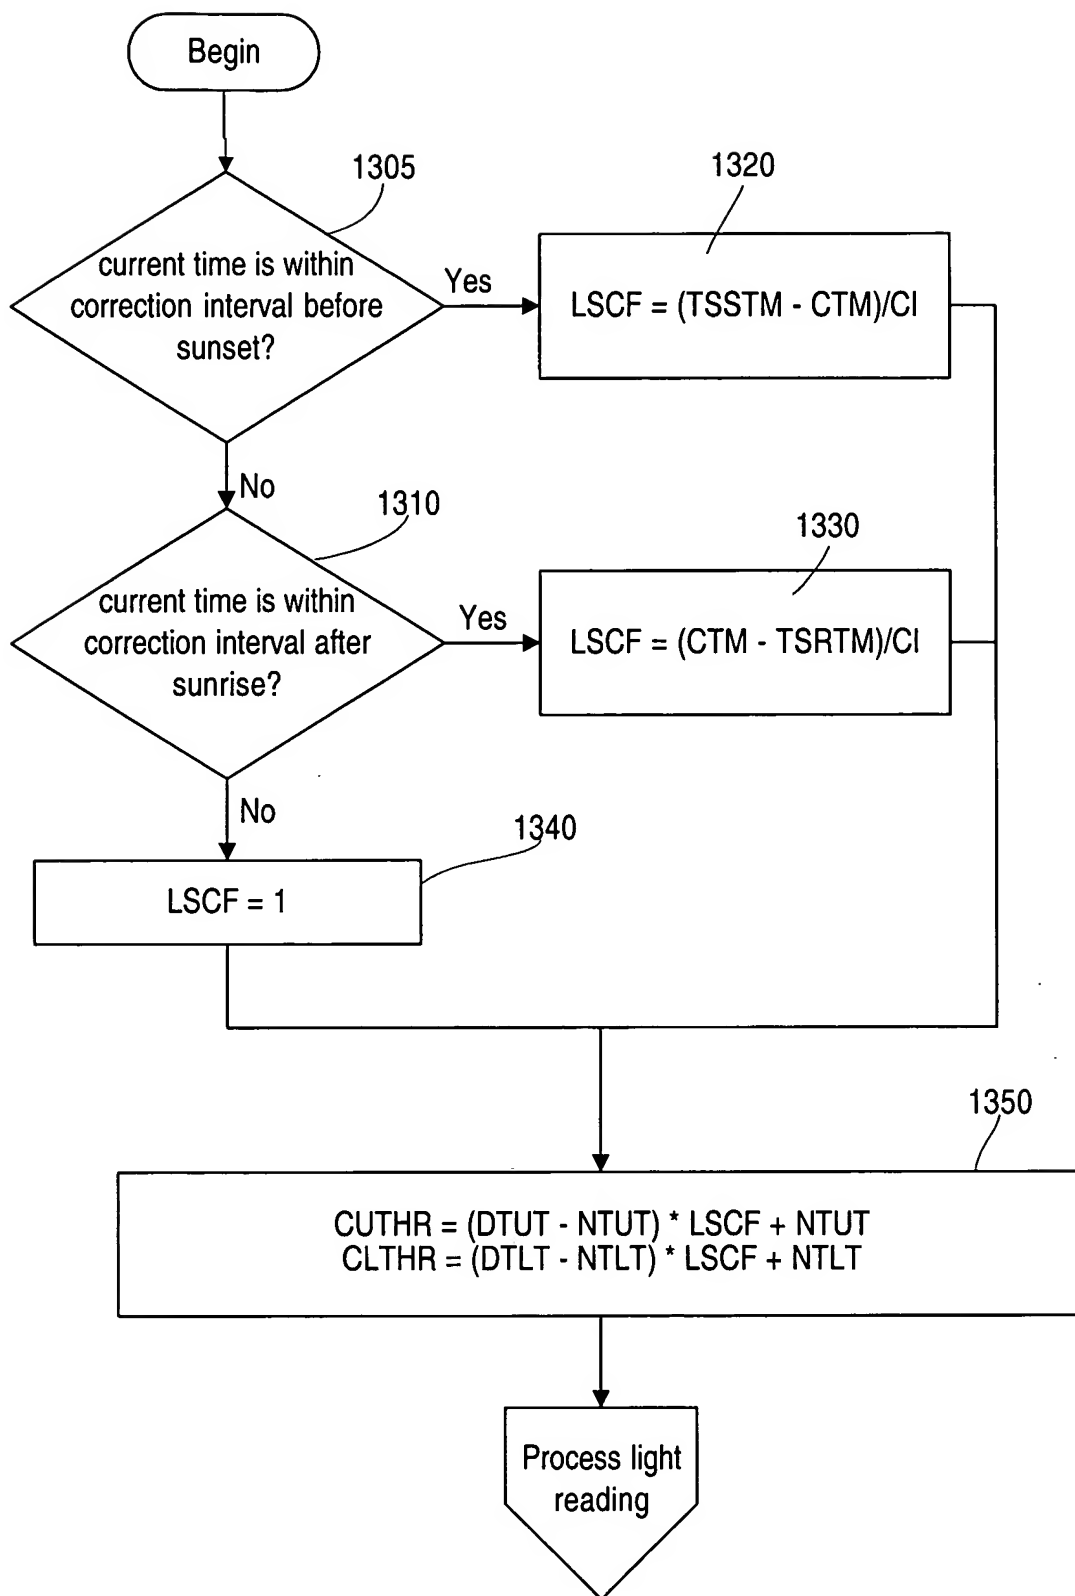 Begin
1305
current time is within
correction interval before
sunset?
Yes
1320
LSCF = (TSSTM - CTM)/CI
No
1310
current time is within
correction interval after
sunrise?
Yes
1330
LSCF = (CTM - TSRTM)/CI
No
1340
LSCF = 1
1350
CUTHR = (DTUT - NTUT) * LSCF + NTUT
CLTHR = (DTLT - NTLT) * LSCF + NTLT
Process light
reading